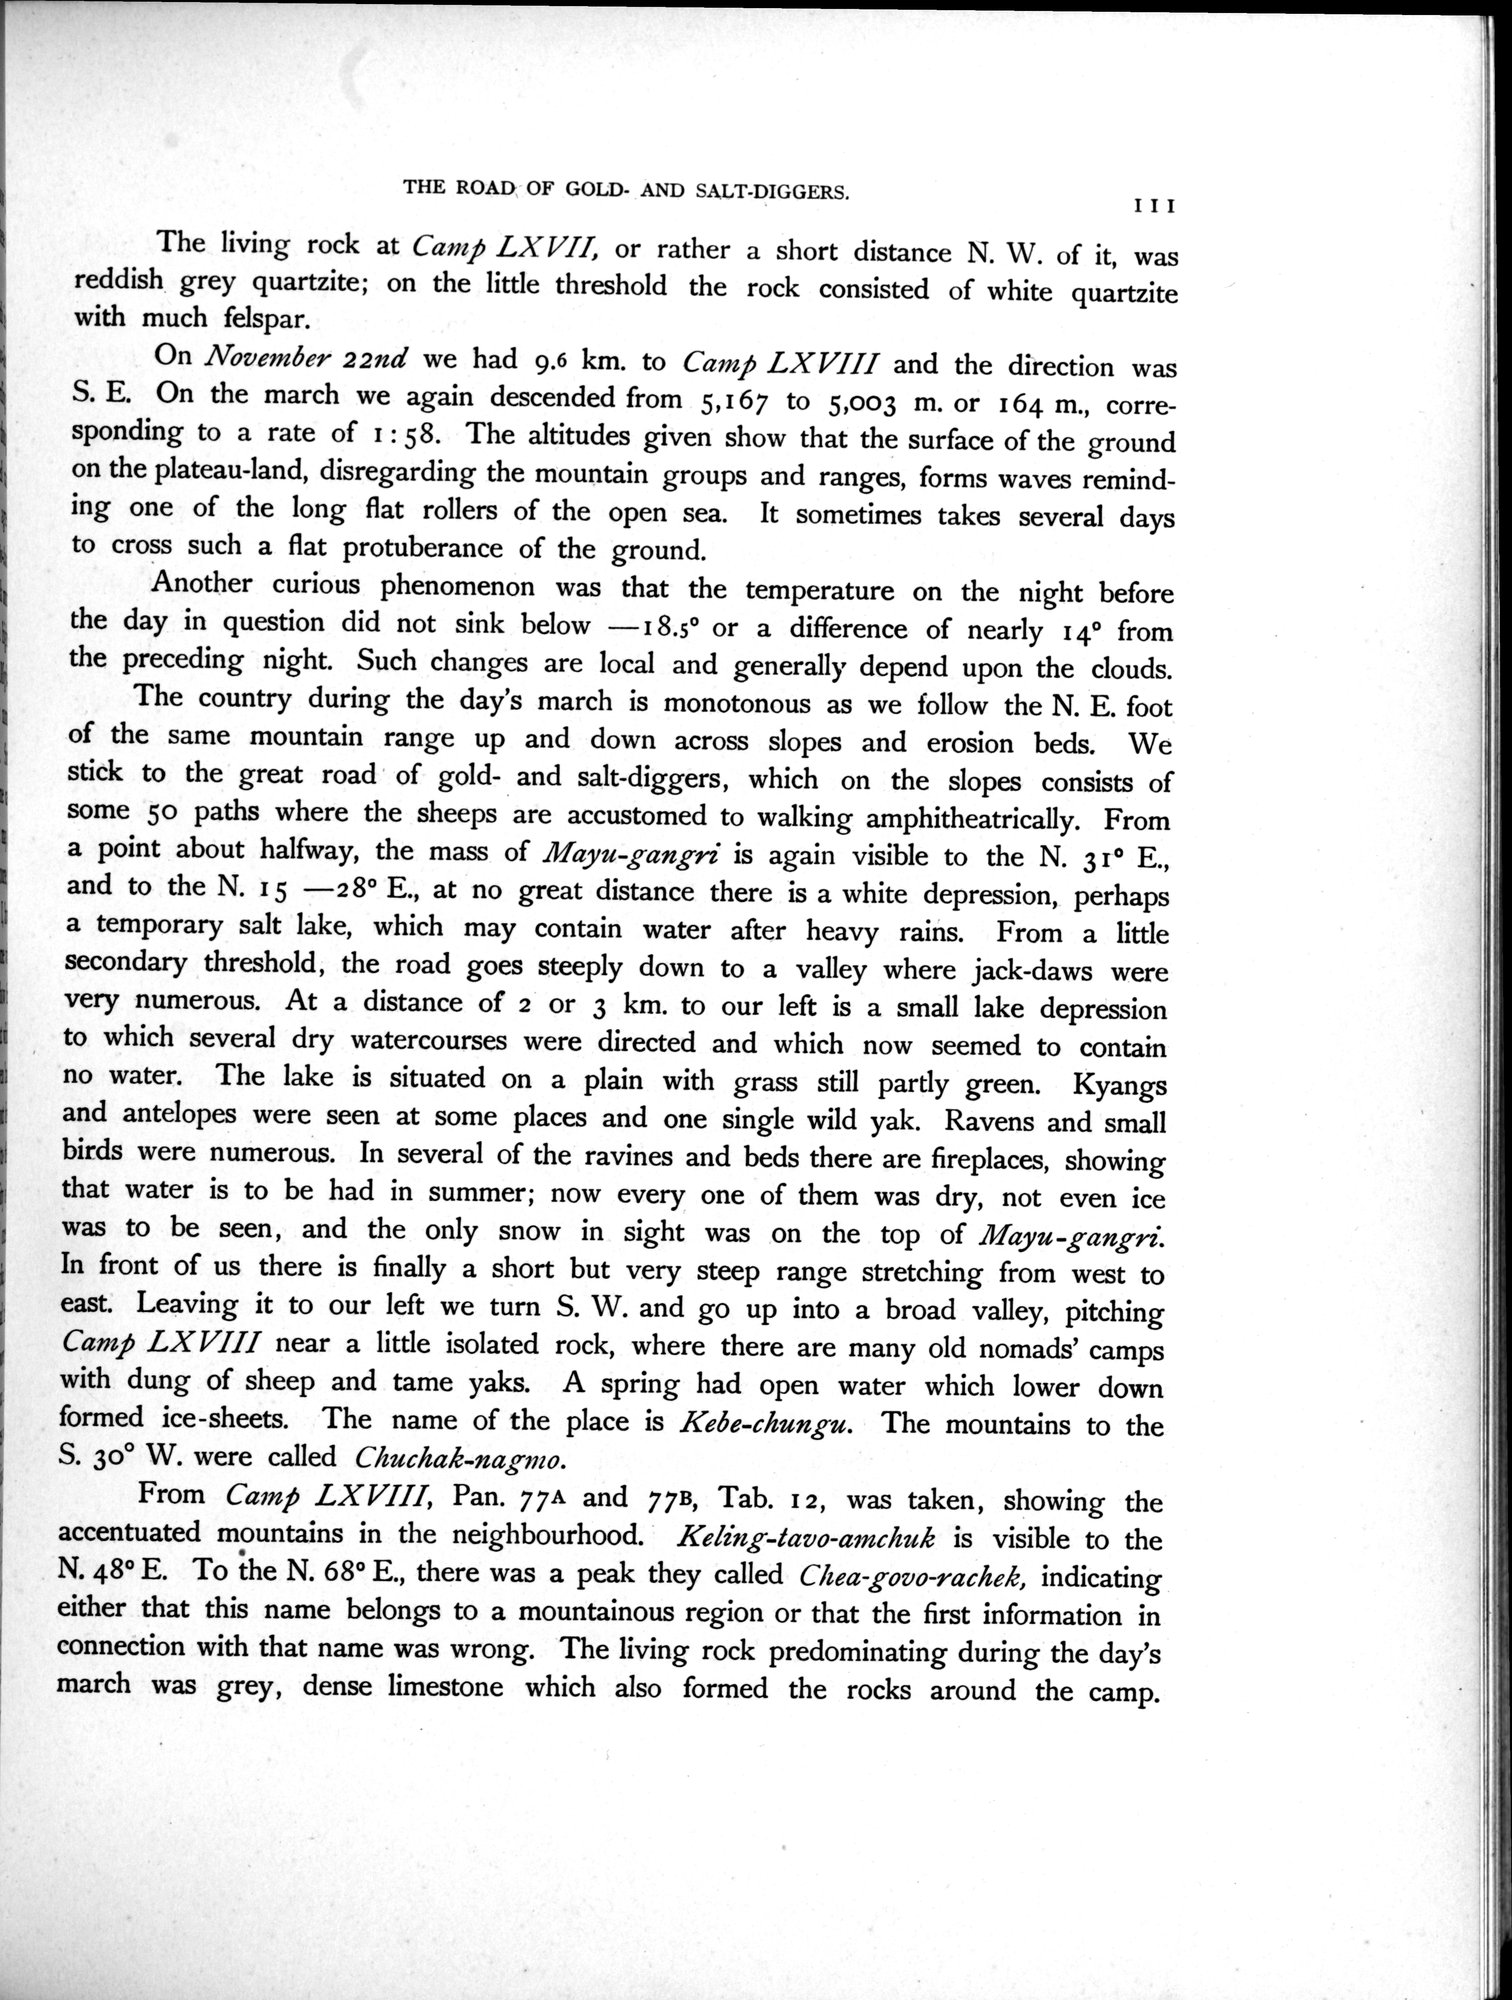 THE ROAD OF GOLD- AND SALT-DIGGERS.
111
The living rock at Camp LXVII, or rather a short distance N. W. of it, was
reddish grey quartzite; on the little threshold the rock consisted of white quartzite
with much felspar.
On November 22nd we had 9.6 km. to Camp LXVIII and the direction was
S. E. On the march we again descended from 5,167 to 5,003 m. or 164 m., corre-
sponding to a rate of 1 : 58. The altitudes given show that the surface of the ground
on the plateau-land, disregarding the mountain groups and ranges, forms waves remind-
ing one of the long flat rollers of the open sea. It sometimes takes several days
to cross such a flat protuberance of the ground.
Another curious phenomenon was that the temperature on the night before
the day in question did not sink below —18.5° or a difference of nearly 14° from
the preceding night. Such changes are local and generally depend upon the clouds.
The country during the day's march is monotonous as we follow the N. E. foot
of the same mountain range up and down across slopes and erosion beds. We
stick to the great road of gold- and salt-diggers, which on the slopes consists of
some 50 paths where the sheeps are accustomed to walking amphitheatrically. From
a point about halfway, the mass of Mayu-gangri is again visible to the N. 31° E.,
and to the N. 15 —28° E., at no great distance there is a white depression, perhaps
a temporary salt lake, which may contain water after heavy rains. From a little
secondary threshold, the road goes steeply down to a valley where jack-daws were
very numerous. At a distance of 2 or 3 km. to our left is a small lake depression
to which several dry watercourses were directed and which now seemed to contain
no water. The lake is situated on a plain with grass still partly green. Kyangs
and antelopes were seen at some places and one single wild yak. Ravens and small
birds were numerous. In several of the ravines and beds there are fireplaces, showing
that water is to be had in summer; now every one of them was dry, not even ice
was to be seen, and the only snow in sight was on the top of Mayu-gangri.
In front of us there is finally a short but very steep range stretching from west to
east. Leaving it to our left we turn S. W. and go up into a broad valley, pitching
Camp LXVIII near a little isolated rock, where there are many old nomads' camps
with dung of sheep and tame yaks. A spring had open water which lower down
formed ice-sheets. The name of the place is Kebe-chungu. The mountains to the
S. 30° W. were called Chuchak-nagmo.
From Camp LXVIII, Pan. 77A and 77B, Tab. 12, was taken, showing the
accentuated mountains in the neighbourhood. Keling-tavo-amchuk is visible to the
N. 48° E. To the N. 68° E., there was a peak they called Chea-govo-rachek, indicating
either that this name belongs to a mountainous region or that the first information in
connection with that name was wrong. The living rock predominating during the day's
march was grey, dense limestone which also formed the rocks around the camp.